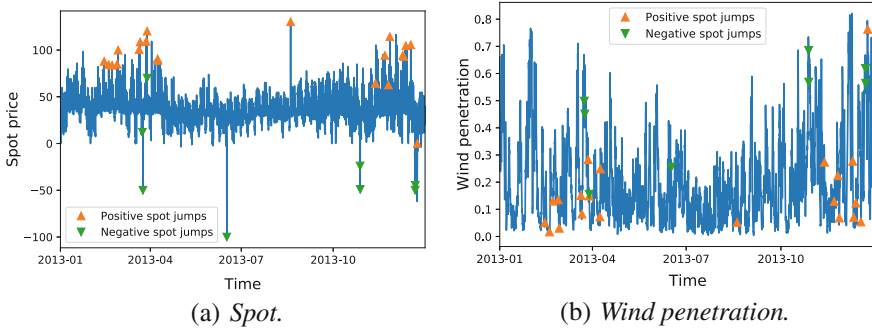 Spot price
100
50
0
−50
−100
Positive spot jumps
Negative spot jumps
2013-01 2013-04 2013-07 2013-10
Time
(a) Spot.
Wind penetration
0.8
0.7
0.6
0.5
0.4
0.3
0.2
0.1
0.0
Positive spot jumps
Negative spot jumps
2013-01 2013-04 2013-07 2013-10
Time
(b) Wind penetration.